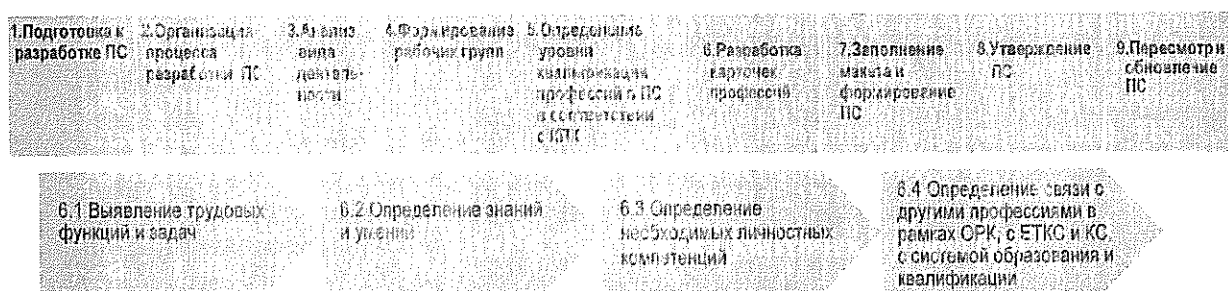 1.Подготовка к
разработке ПС
2.Организация
процесса
разработки ПС
3.Анализ
вида
деятель-
ности
4.Формирование
рабочих групп
5.Определение
уровня
квалификации
профессий в ПС
в соответствии
с
6.Разработка
карточек
профессий
7.Заполнение
макета и
формирование
ПС
8.Утверждение
ПС
9.Пересмотр и
обновление
ПС
6.1 Выявление трудовых
функций и задач
6.2 Определение знаний
и умений
6.3 Определение
необходимых личностных
компетенций
6.4 Определение связи с
другими профессиями в
рамках ОРК, с ЕТКС и КС,
с системой образования и
квалификации